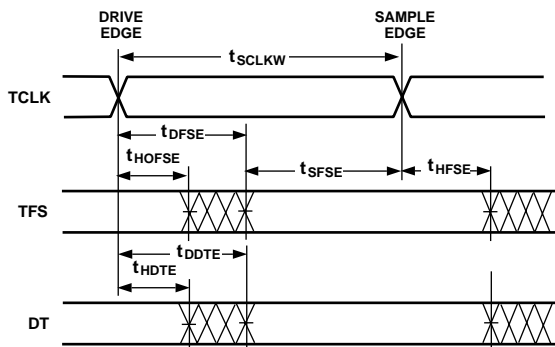 DRIVE
EDGE
SAMPLE
EDGE
tSCLKW
TCLK
tDFSE
tHOFSE
tSFSE
tHFSE
TFS
tDDTE
tHDTE
DT